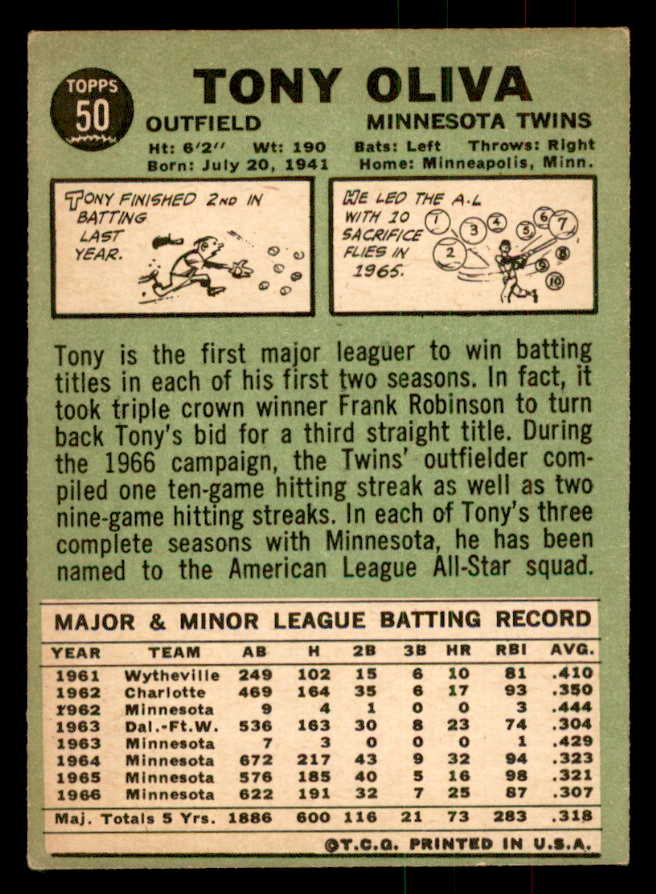 TOPPS
50
TONY OLIVA
OUTFIELD MINNESOTA TWINS
Ht: 6'2" Wt: 190 Bats: Left Throws: Right
Born: July 20, 1941 Home: Minneapolis, Minn.
TONY FINISHED 2ND IN
BATTING
LAST
YEAR.
HE LED THE A.L
WITH 10
SACRIFICE
FLIES IN
1965.
1
2
3
4
5
6
7
8
9
10
Tony is the first major leaguer to win batting
titles in each of his first two seasons. In fact, it
took triple crown winner Frank Robinson to turn
back Tony's bid for a third straight title. During
the 1966 campaign, the Twins' outfielder com-
piled one ten-game hitting streak as well as two
nine-game hitting streaks. In each of Tony's three
complete seasons with Minnesota, he has been
named to the American League All-Star squad.
MAJOR & MINOR LEAGUE BATTING RECORD
YEAR TEAM AB H 2B 3B HR RBI AVG.
1961 Wytheville 249 102 15 6 10 81 .410
1962 Charlotte 469 164 35 6 17 93 .350
1962 Minnesota 9 4 1 0 0 3 .444
1963 Dal.-Ft.W. 536 163 30 8 23 74 .304
1963 Minnesota 7 3 0 0 0 1 .429
1964 Minnesota 672 217 43 9 32 94 .323
1965 Minnesota 576 185 40 5 16 98 .321
1966 Minnesota 622 191 32 7 25 87 .307
Maj. Totals 5 Yrs. 1886 600 116 21 73 283 .318
©T.C.G. PRINTED IN U.S.A.